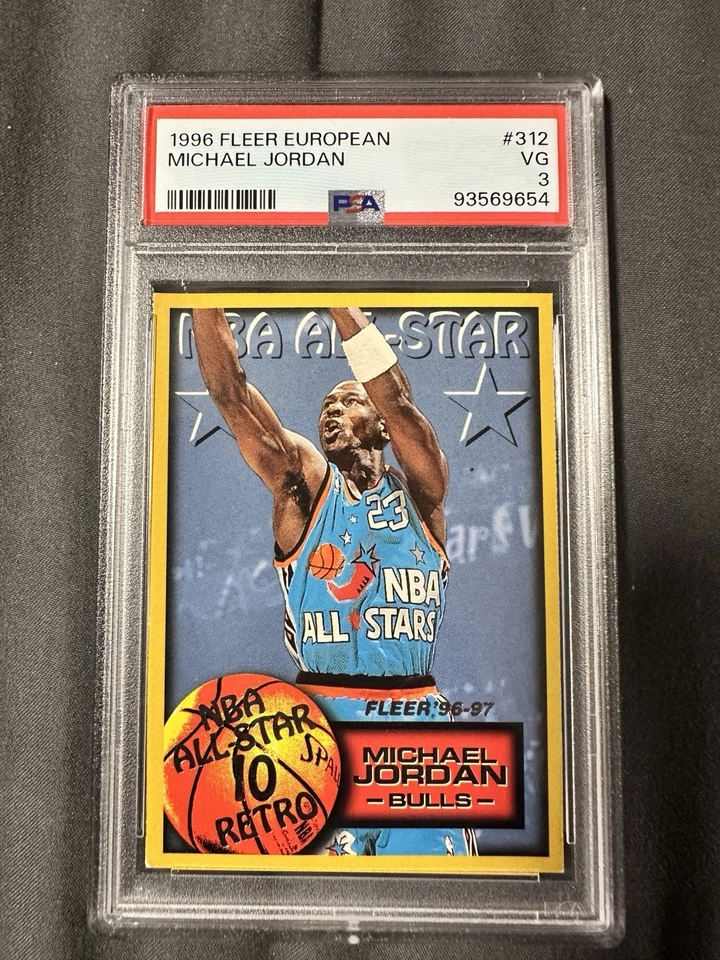 1996 FLEER EUROPEAN #312
MICHAEL JORDAN VG
3
PSA 93569654
NBA ALL-STAR
23
NBA
ALL STARS
FLEER '96-97
NBA
ALL-STAR
10
RETRO
SPAL
MICHAEL
JORDAN
- BULLS -